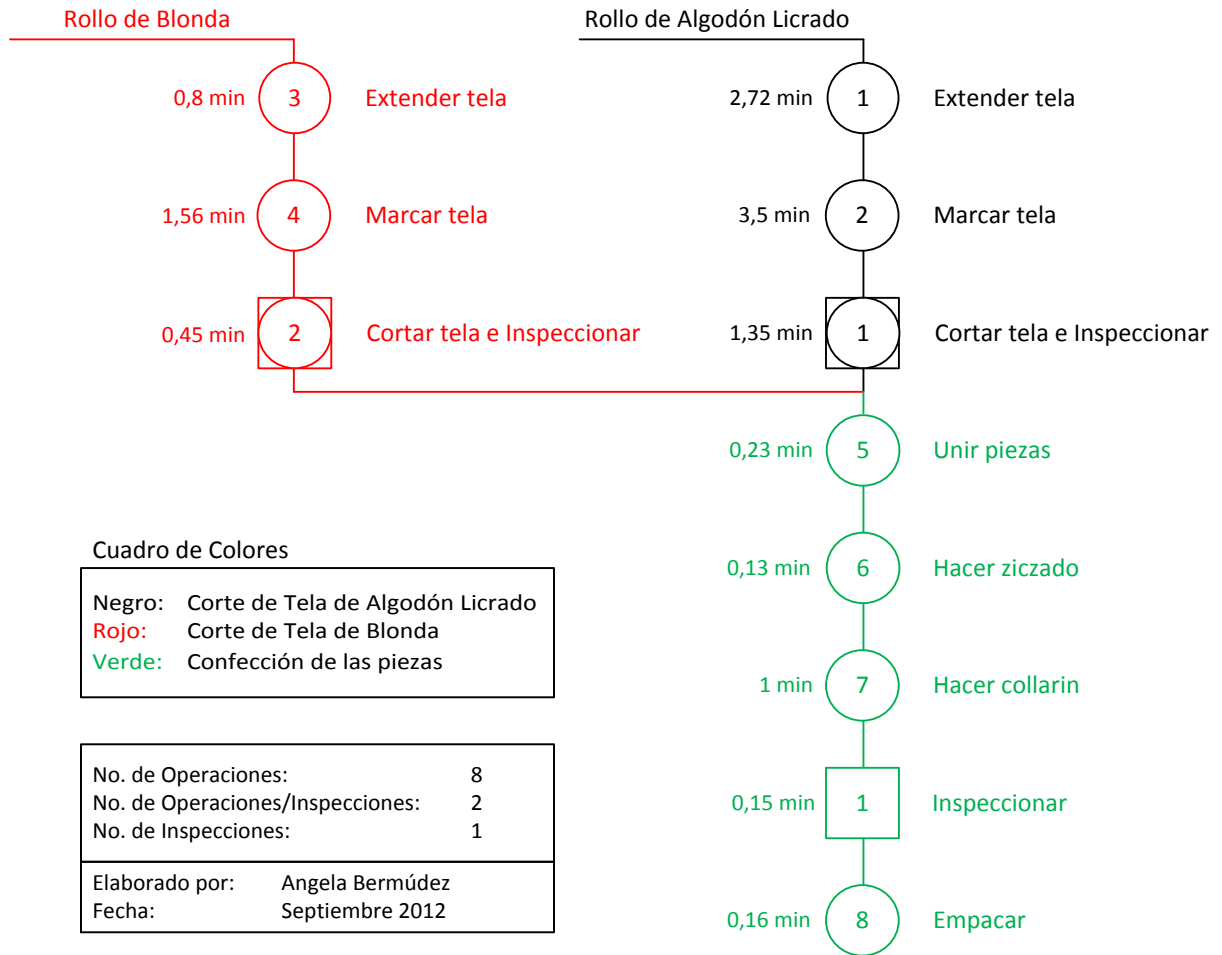 Rollo de Blonda
Rollo de Algodón Licrado
0,8 min 3 Extender tela
2,72 min 1 Extender tela
1,56 min 4 Marcar tela
3,5 min 2 Marcar tela
0,45 min 2 Cortar tela e Inspeccionar
1,35 min 1 Cortar tela e Inspeccionar
0,23 min 5 Unir piezas
0,13 min 6 Hacer ziczado
1 min 7 Hacer collarin
0,15 min 1 Inspeccionar
0,16 min 8 Empacar
Cuadro de Colores
Negro: Corte de Tela de Algodón Licrado
Rojo: Corte de Tela de Blonda
Verde: Confección de las piezas
No. de Operaciones: 8
No. de Operaciones/Inspecciones: 2
No. de Inspecciones: 1
Elaborado por: Angela Bermúdez
Fecha: Septiembre 2012